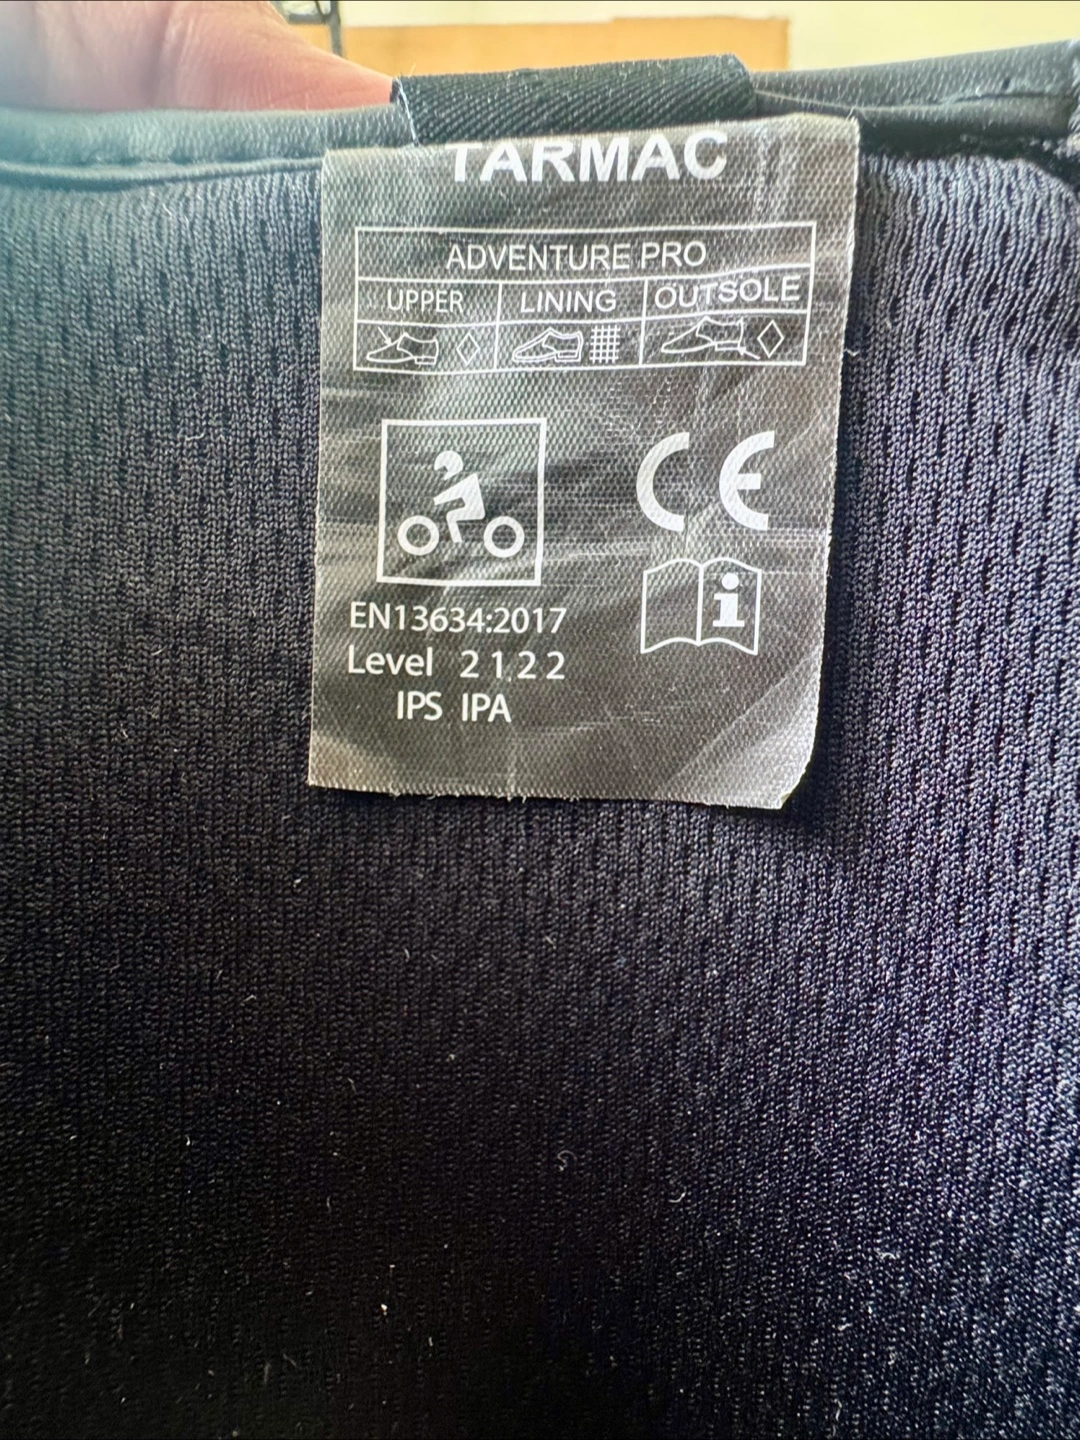 TARMAC
ADVENTURE PRO
UPPER LINING OUTSOLE
CE
i
EN13634:2017
Level 2 1 2 2
IPS IPA